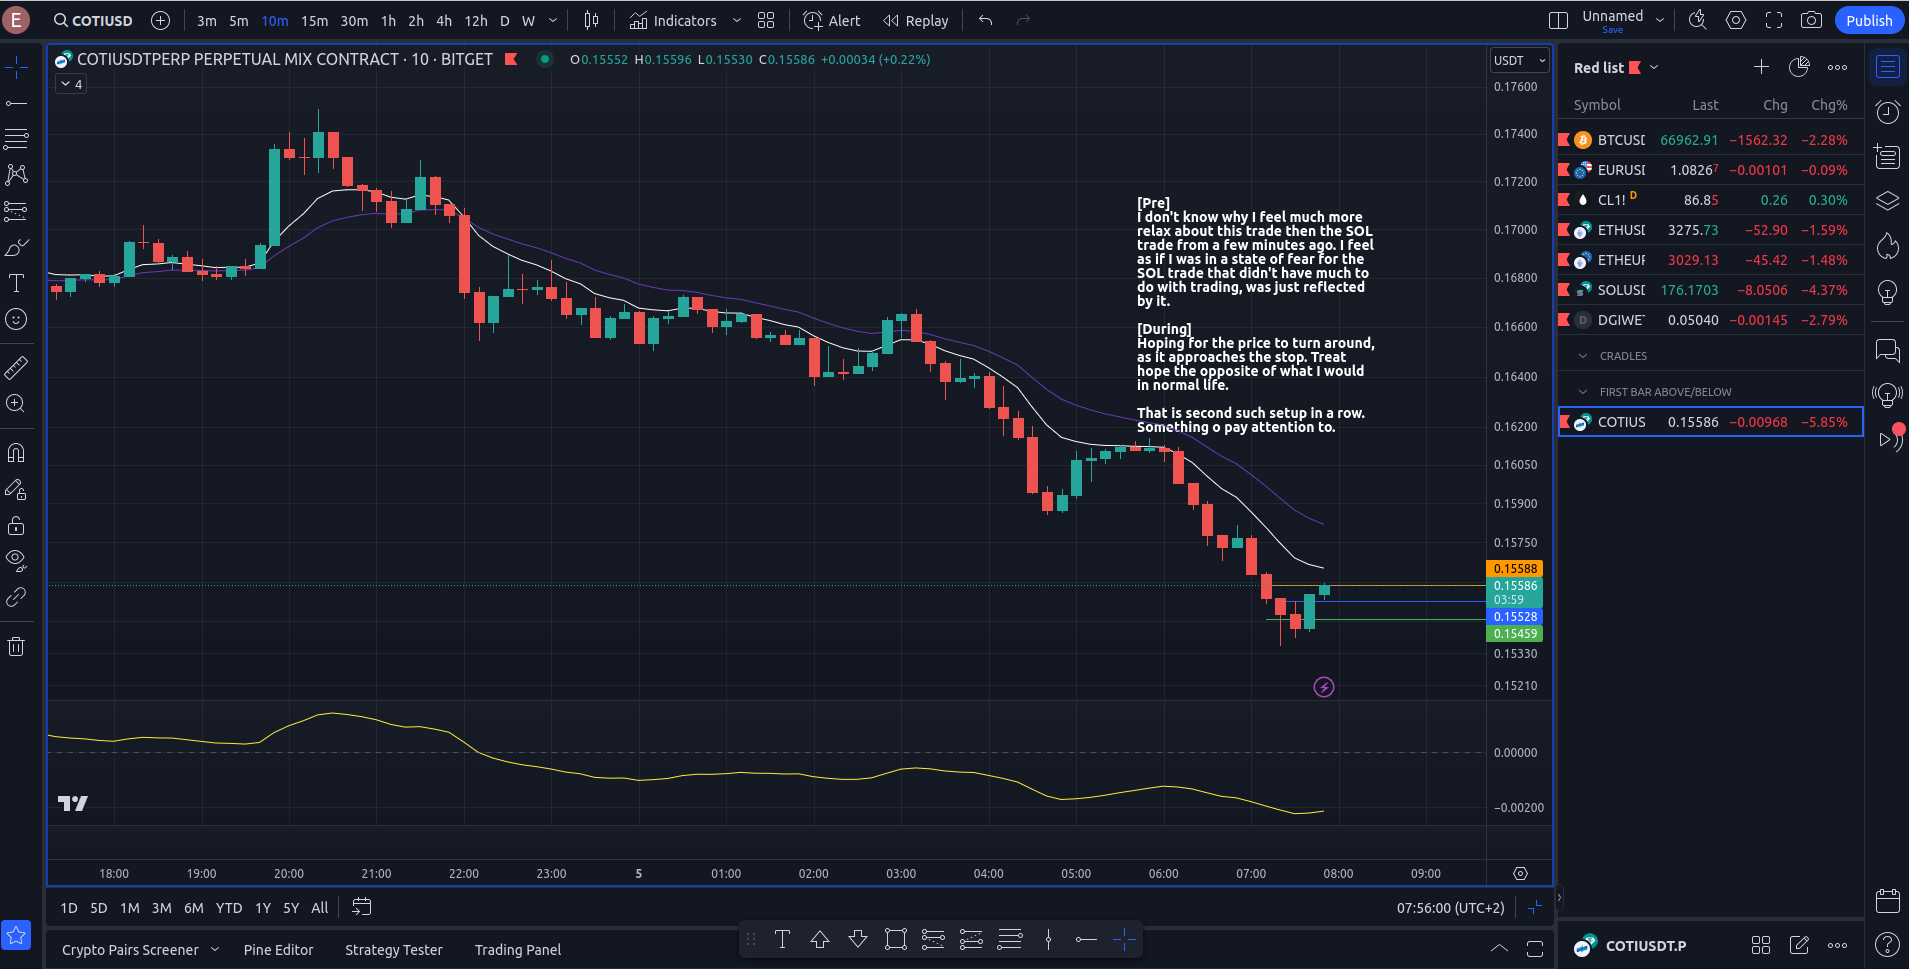 E
COTIUSD
3m 5m 10m 15m 30m 1h 2h 4h 12h D W
Indicators
Alert
Replay
Unnamed
Save
Publish
COTIUSDTPERP PERPETUAL MIX CONTRACT · 10 · BITGET
O0.15552 H0.15596 L0.15530 C0.15586 +0.00034 (+0.22%)
4
USDT
0.17600
0.17400
0.17200
0.17000
0.16800
0.16600
0.16400
0.16200
0.16050
0.15900
0.15750
0.15588
0.15586
03:59
0.15528
0.15459
0.15330
0.15210
0.00000
−0.00200
[Pre]
I don't know why I feel much more
relax about this trade then the SOL
trade from a few minutes ago. I feel
as if I was in a state of fear for the
SOL trade that didn't have much to
do with trading, was just reflected
by it.
[During]
Hoping for the price to turn around,
as it approaches the stop. Treat
hope the opposite of what I would
in normal life.
That is second such setup in a row.
Something o pay attention to.
18:00 19:00 20:00 21:00 22:00 23:00 5 01:00 02:00 03:00 04:00 05:00 06:00 07:00 08:00 09:00
1D 5D 1M 3M 6M YTD 1Y 5Y All
07:56:00 (UTC+2)
Crypto Pairs Screener
Pine Editor
Strategy Tester
Trading Panel
Red list
Symbol Last Chg Chg%
BTCUSD 66962.91 −1562.32 −2.28%
EURUSD 1.08267 −0.00101 −0.09%
CL1! D 86.85 0.26 0.30%
ETHUSD 3275.73 −52.90 −1.59%
ETHEUR 3029.13 −45.42 −1.48%
SOLUSD 176.1703 −8.0506 −4.37%
D DGIWE 0.05040 −0.00145 −2.79%
CRADLES
FIRST BAR ABOVE/BELOW
COTIUS 0.15586 −0.00968 −5.85%
COTIUSDT.P